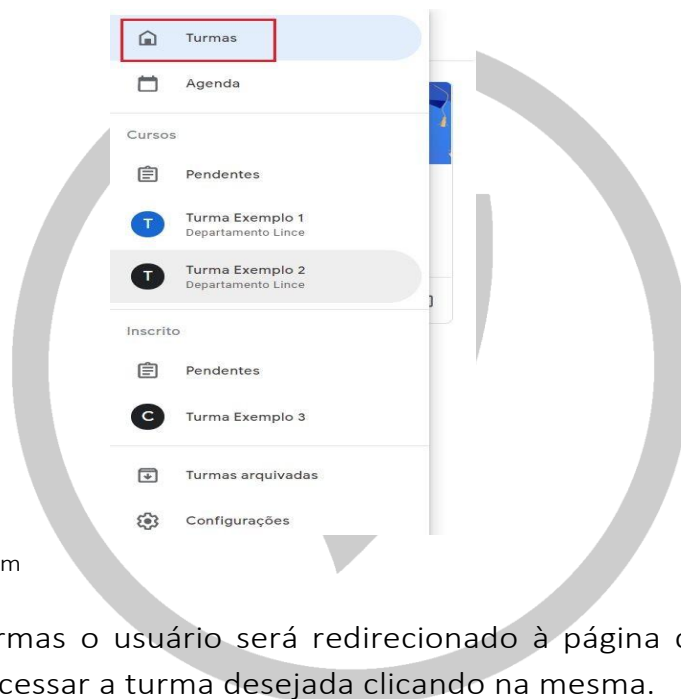 Turmas
Agenda
Cursos
Pendentes
T
Turma Exemplo 1
Departamento Lince
T
Turma Exemplo 2
Departamento Lince
Inscrito
Pendentes
C
Turma Exemplo 3
Turmas arquivadas
Configurações
m
rmas o usuário será redirecionado à página
cessar a turma desejada clicando na mesma.